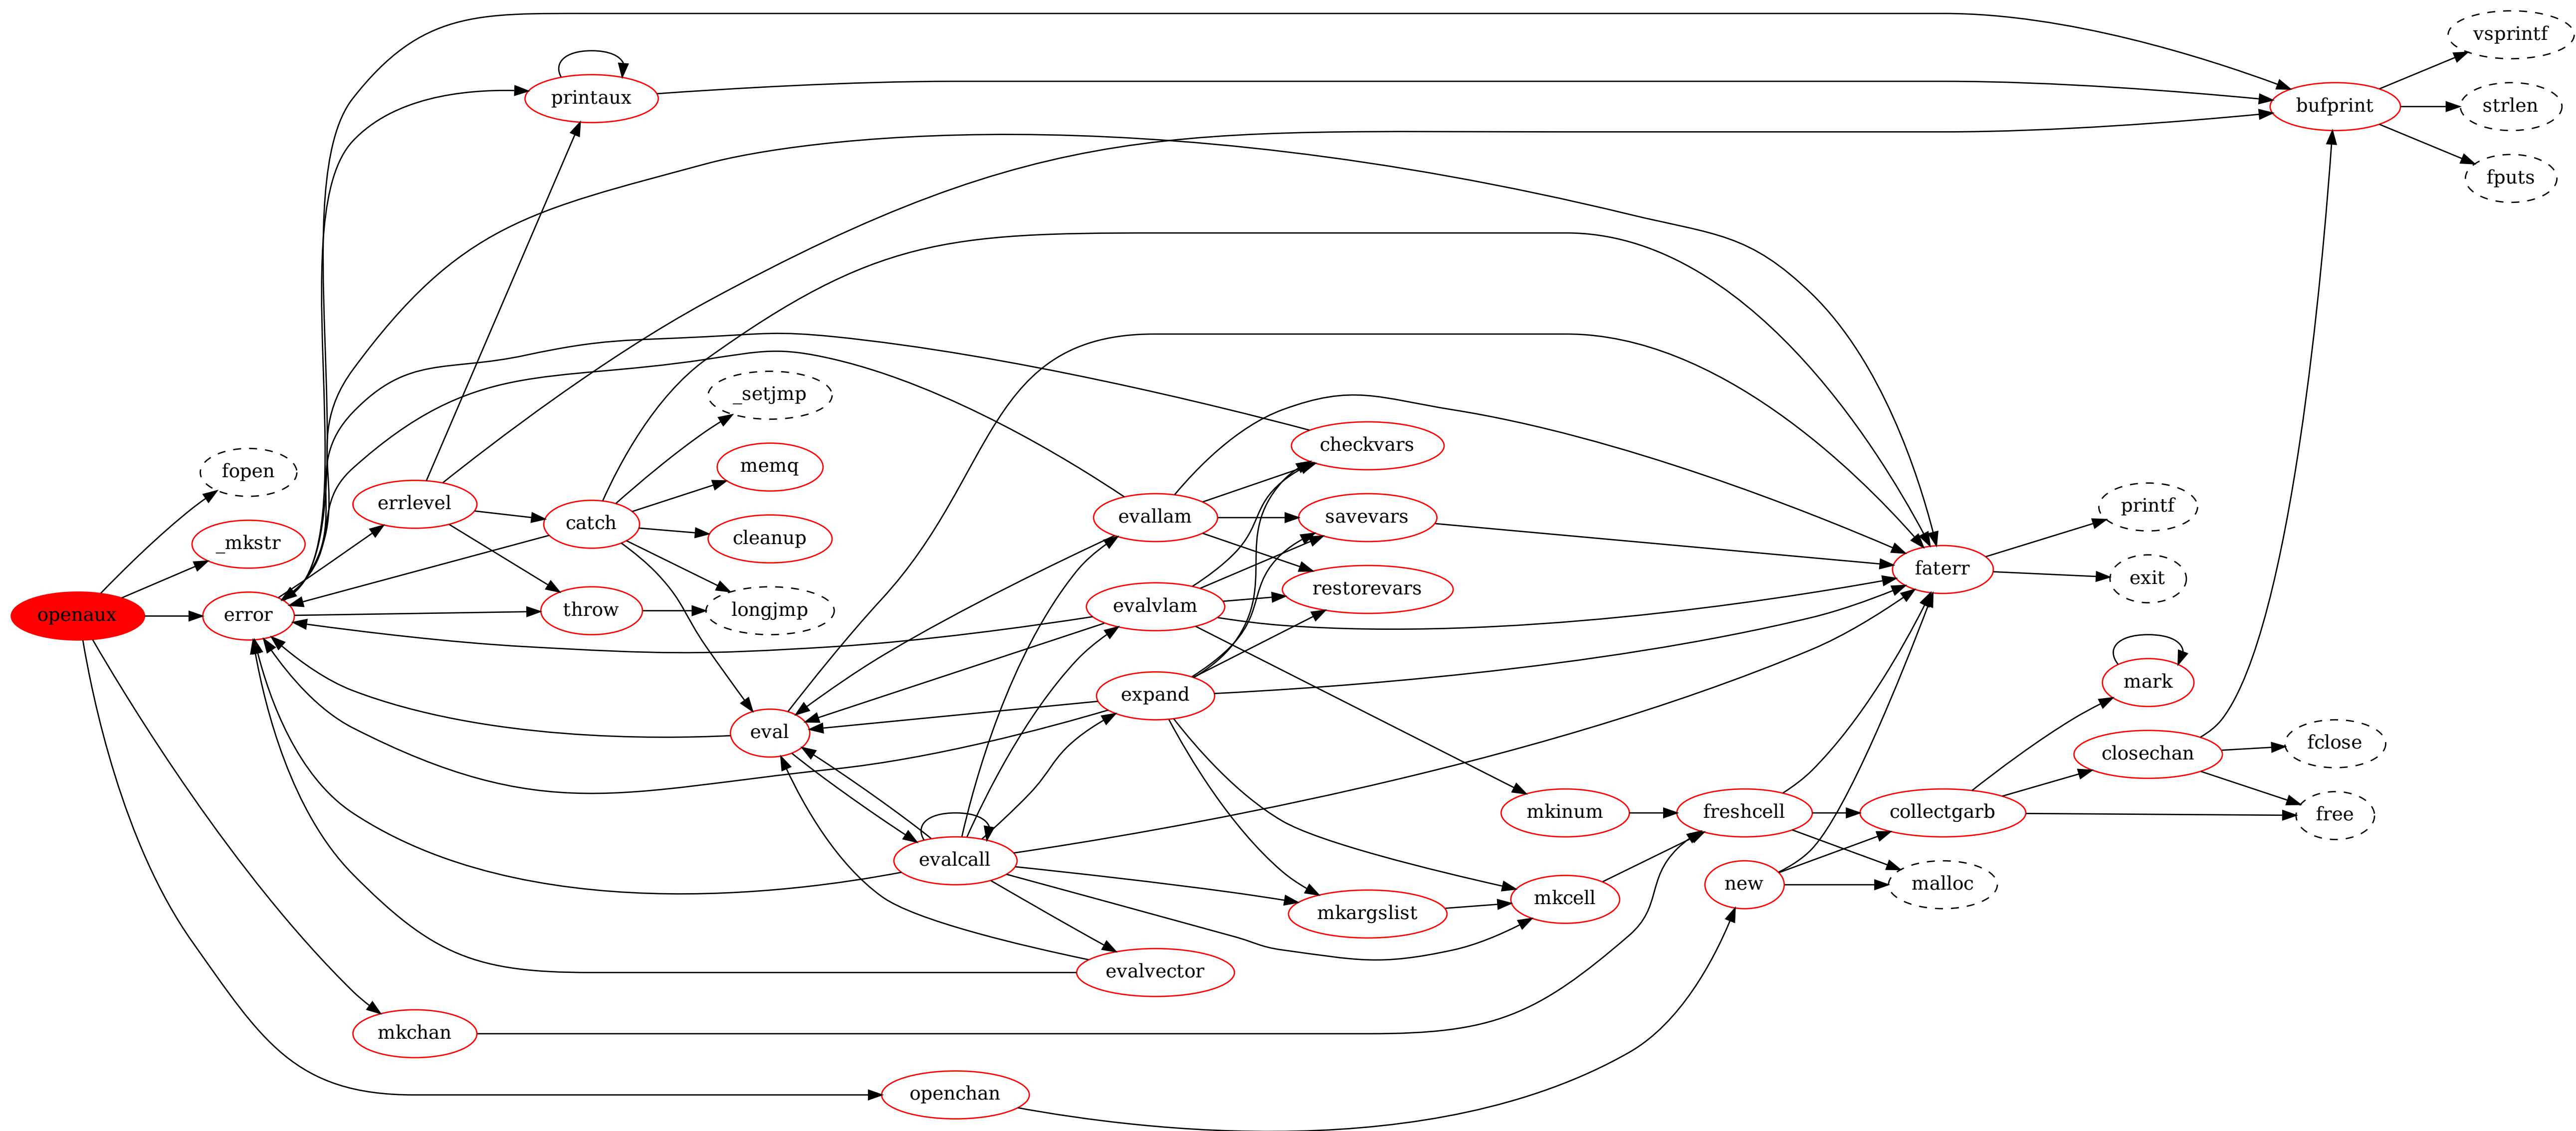 openaux
fopen
_mkstr
error
errlevel
mkchan
printaux
catch
throw
_setjmp
memq
cleanup
longjmp
eval
evalcall
openchan
evallam
evalvlam
expand
evalvector
checkvars
savevars
restorevars
mkargslist
mkinum
mkcell
freshcell
new
faterr
collectgarb
malloc
printf
exit
mark
closechan
bufprint
fclose
free
vsprintf
strlen
fputs